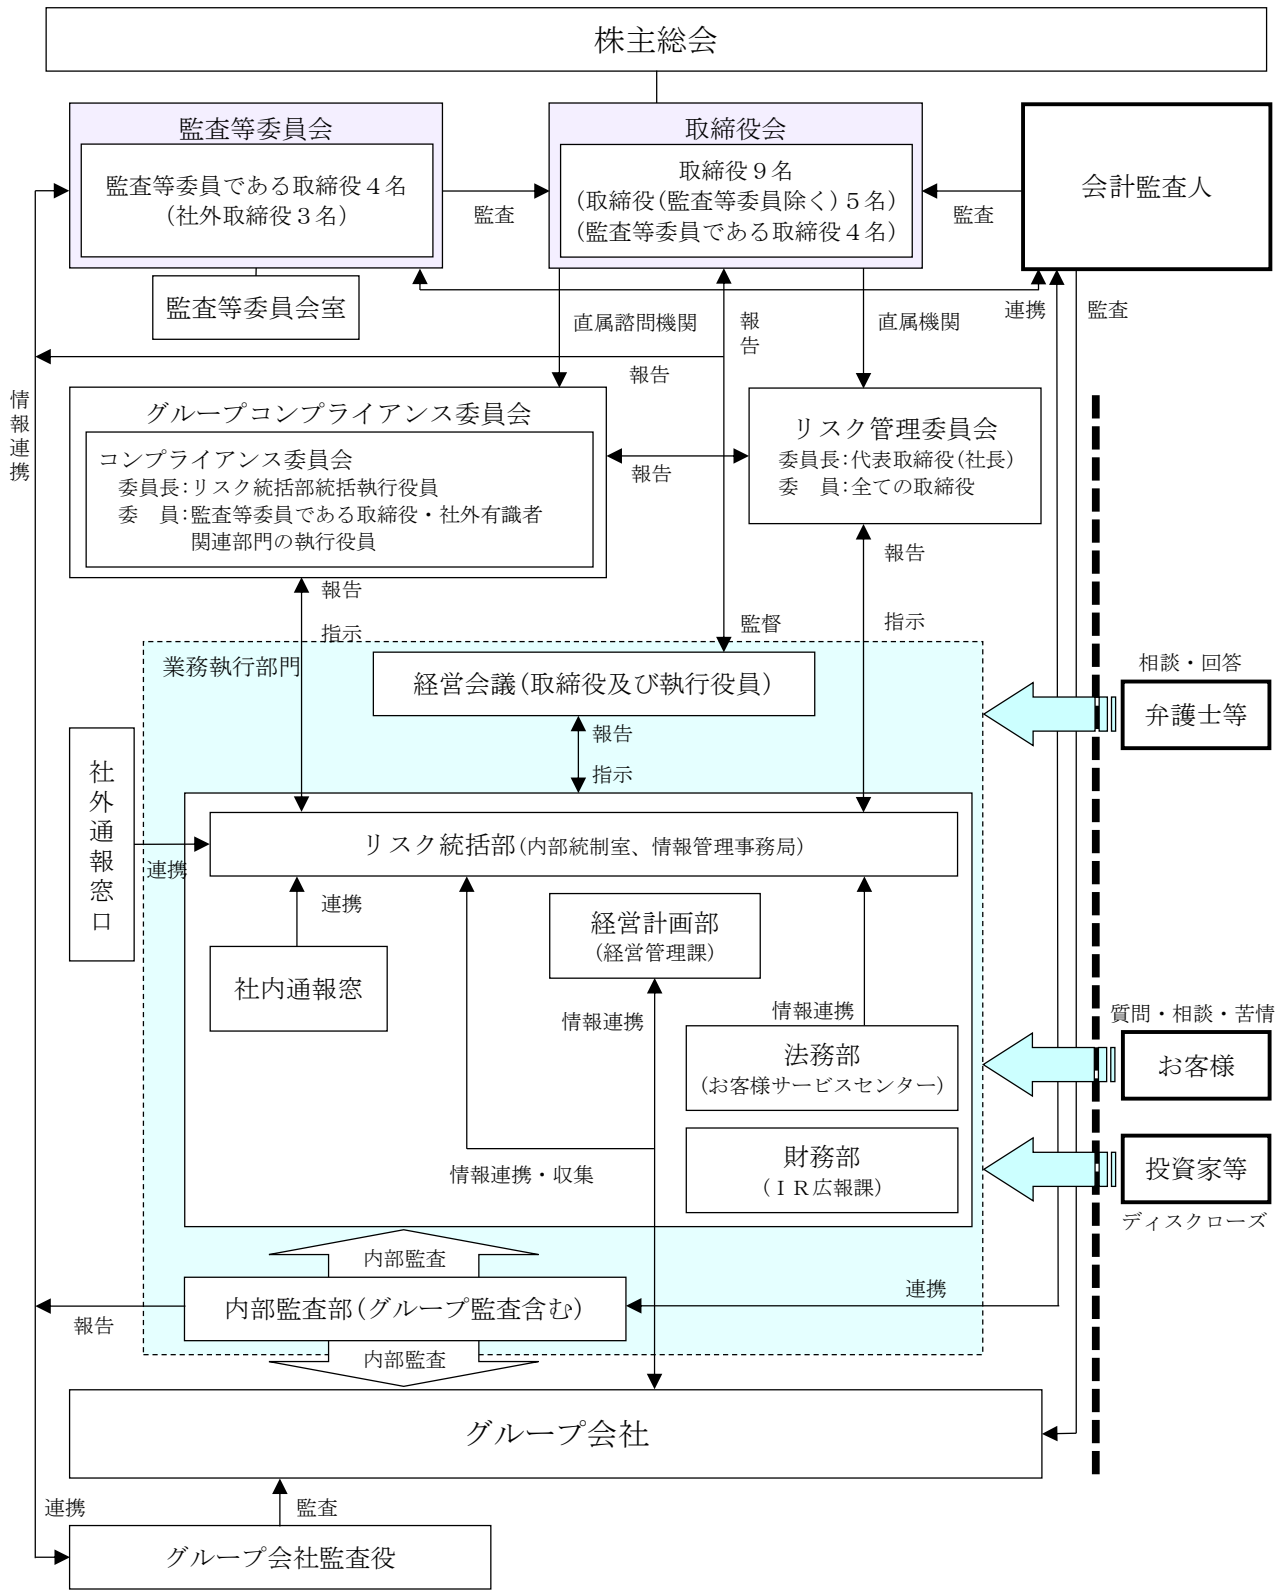 株主総会
監査等委員会
監査等委員である取締役４名
(社外取締役３名)
監査等委員会室
監査
取締役会
取締役９名
(取締役(監査等委員除く)５名)
(監査等委員である取締役４名)
監査
会計監査人
直属諮問機関
報告
直属機関
連携
監査
報告
情報連携
グループコンプライアンス委員会
コンプライアンス委員会
委員長：リスク統括部統括執行役員
委　員：監査等委員である取締役・社外有識者
関連部門の執行役員
報告
リスク管理委員会
委員長：代表取締役(社長)
委　員：全ての取締役
報告
指示
監督
報告
指示
業務執行部門
経営会議(取締役及び執行役員)
報告
指示
相談・回答
弁護士等
社外通報窓口
連携
リスク統括部(内部統制室、情報管理事務局)
連携
社内通報窓
経営計画部
(経営管理課)
情報連携
情報連携
法務部
(お客様サービスセンター)
質問・相談・苦情
お客様
情報連携・収集
財務部
(ＩＲ広報課)
投資家等
ディスクローズ
内部監査
内部監査部(グループ監査含む)
連携
報告
内部監査
グループ会社
連携
監査
グループ会社監査役